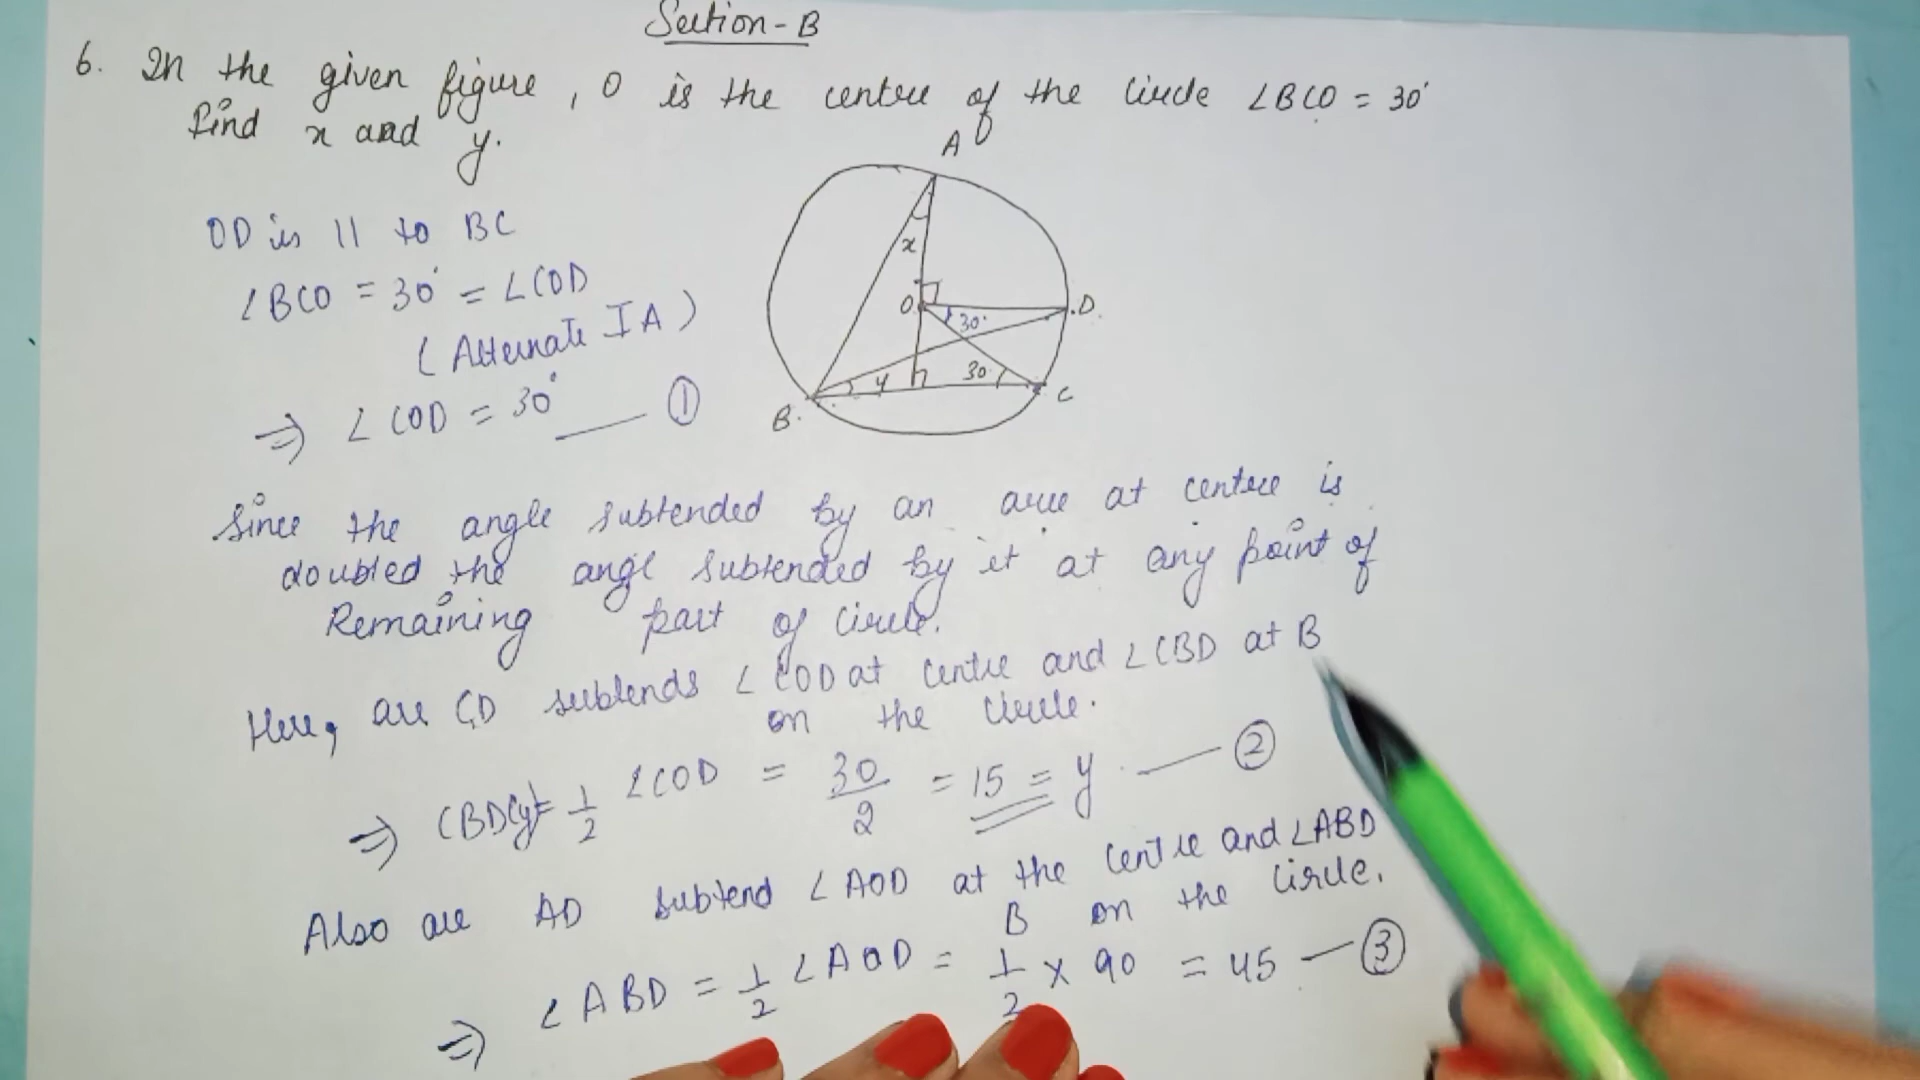 Section-B
6. In the given figure, O is the centre of the circle ∠BCO = 30°
Find x and y.
A
x
O
D
30°
y
30
B
C
OD is || to BC
∠BCO = 30° = ∠COD
(Alternate IA)
⇒ ∠COD = 30° — ①
Since the angle subtended by an arc at centre is
doubled the angl subtended by it at any point of
Remaining part of circle.
Here, arc CD subtends ∠COD at centre and ∠CBD at B
on the circle.
⇒ CBD(y)= 1/2 ∠COD = 30/2 = 15 = y — ②
Also arc AD subtend ∠AOD at the centre and ∠ABD
B on the circle.
⇒ ∠ABD = 1/2 ∠AOD = 1/2 × 90 = 45 — ③